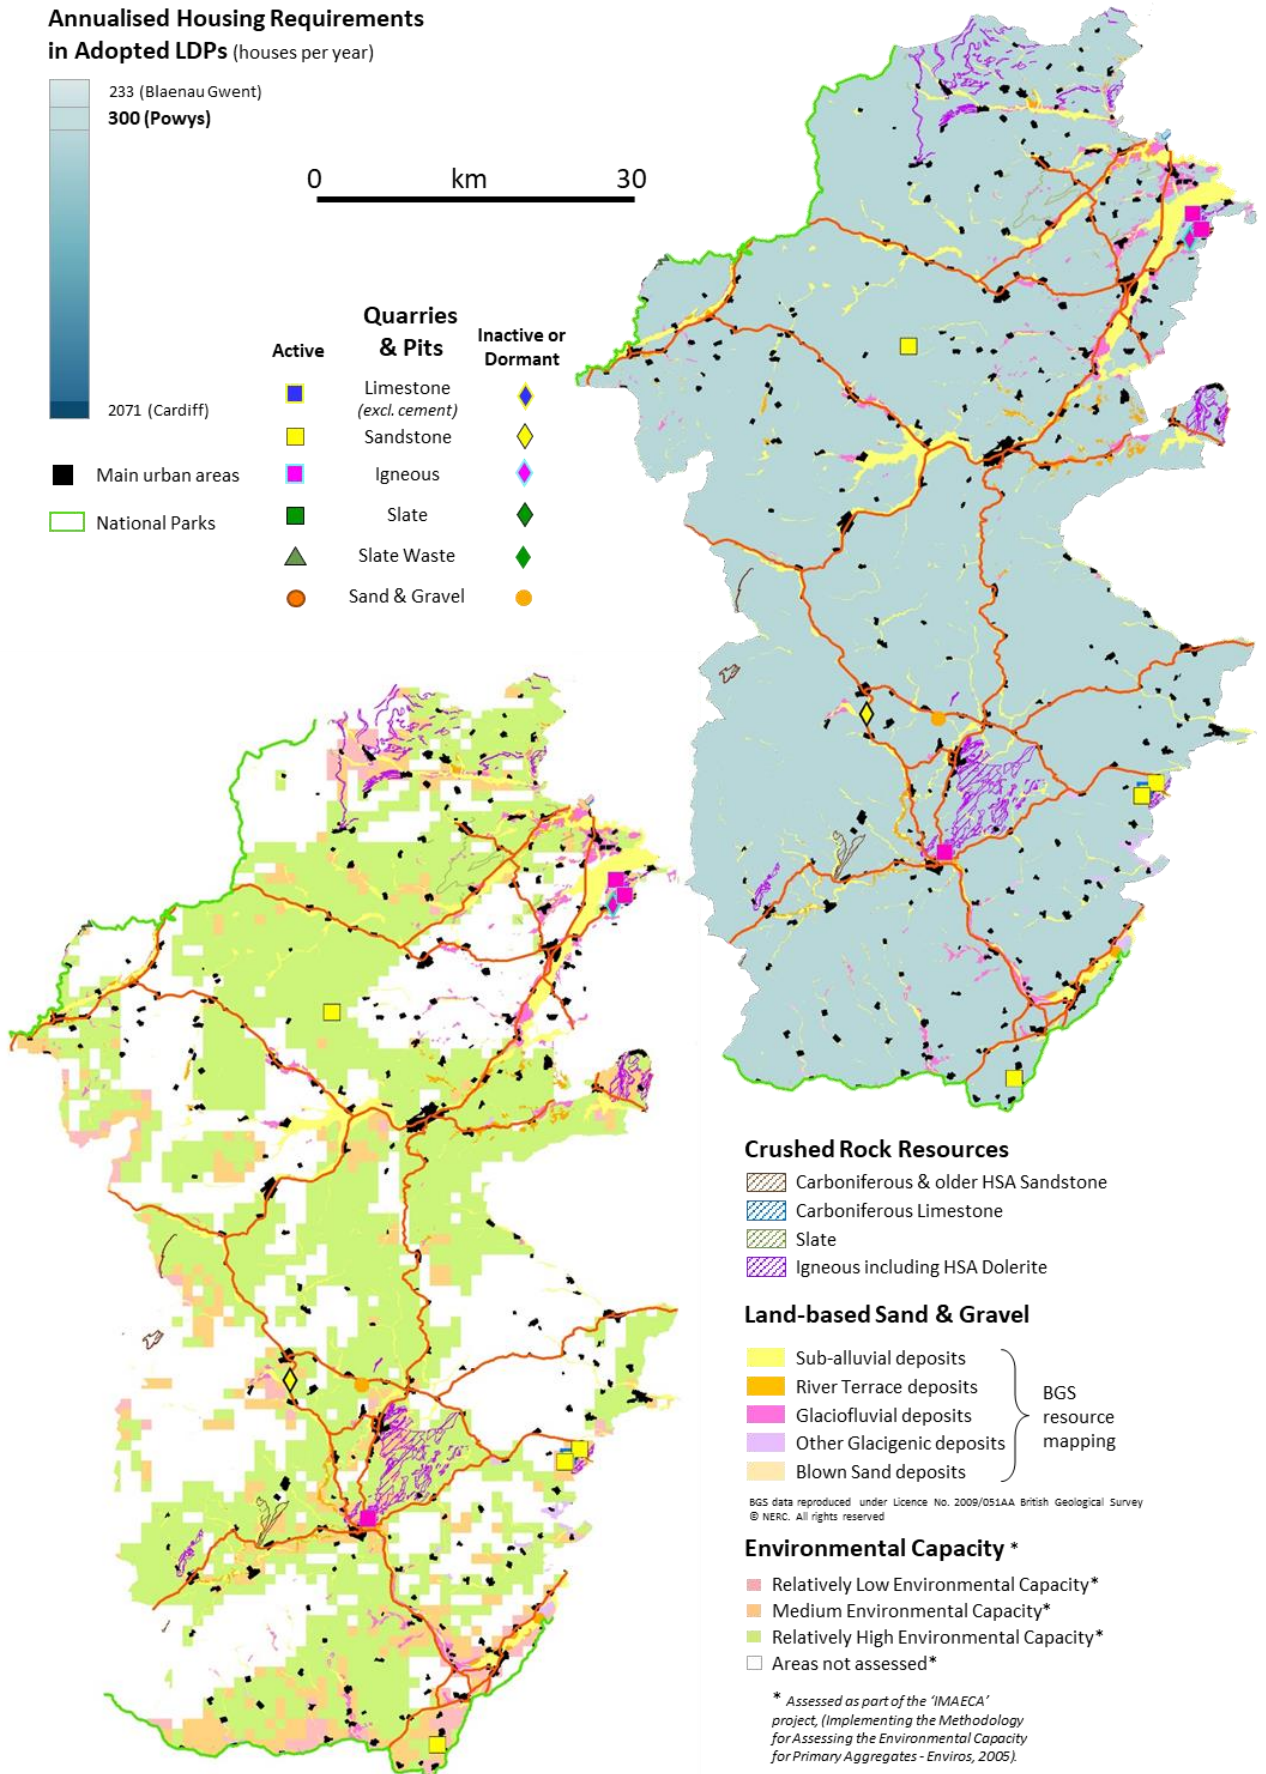 Annualised Housing Requirements
in Adopted LDPs (houses per year)
233 (Blaenau Gwent)
300 (Powys)
2071 (Cardiff)
0 km 30
Quarries
& Pits
Active
Inactive or
Dormant
Limestone
(excl. cement)
Sandstone
Igneous
Slate
Slate Waste
Sand & Gravel
Main urban areas
National Parks
Crushed Rock Resources
Carboniferous & older HSA Sandstone
Carboniferous Limestone
Slate
Igneous including HSA Dolerite
Land-based Sand & Gravel
Sub-alluvial deposits
River Terrace deposits
Glaciofluvial deposits
Other Glacigenic deposits
Blown Sand deposits
BGS
resource
mapping
BGS data reproduced under Licence No. 2009/051AA British Geological Survey
© NERC. All rights reserved
Environmental Capacity *
Relatively Low Environmental Capacity*
Medium Environmental Capacity*
Relatively High Environmental Capacity*
Areas not assessed*
* Assessed as part of the ‘IMAECA’
project, (Implementing the Methodology
for Assessing the Environmental Capacity
for Primary Aggregates - Enviros, 2005).